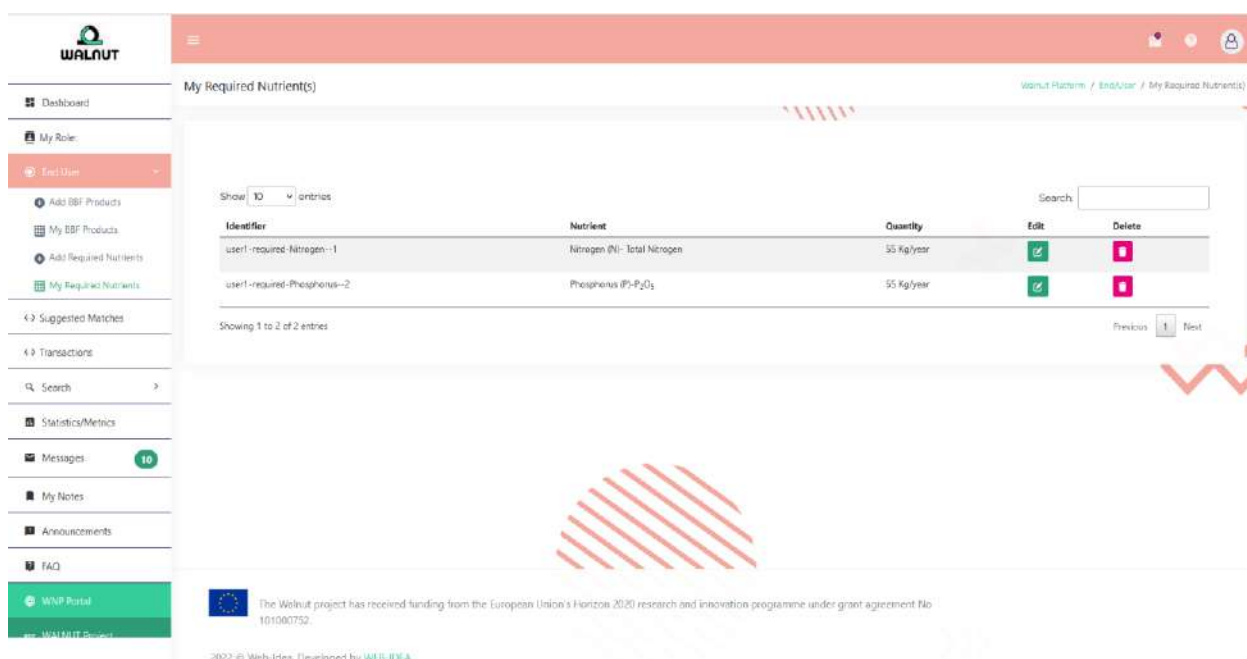 WALNUT
My Required Nutrient(s)
Walnut Platform / End/User / My Required Nutrient(s)
Dashboard
My Role:
End User
Add BBF Products
My BBF Products
Add Required Nutrients
My Required Nutrients
Suggested Matches
Transactions
Search
Statistics/Metrics
Messages 10
My Notes
Announcements
FAQ
WNP Portal
WALNUT Project
Show 10 entries
Search:
Identifier Nutrient Quantity Edit Delete
user1-required-Nitrogen--1 Nitrogen (N)- Total Nitrogen 55 Kg/year
user1-required-Phosphorus--2 Phosphorus (P)-P₂O₅ 55 Kg/year
Showing 1 to 2 of 2 entries
Previous 1 Next
The Walnut project has received funding from the European Union's Horizon 2020 research and innovation programme under grant agreement No
101000752.
2022 © Web-Idea. Developed by WEB-IDEA